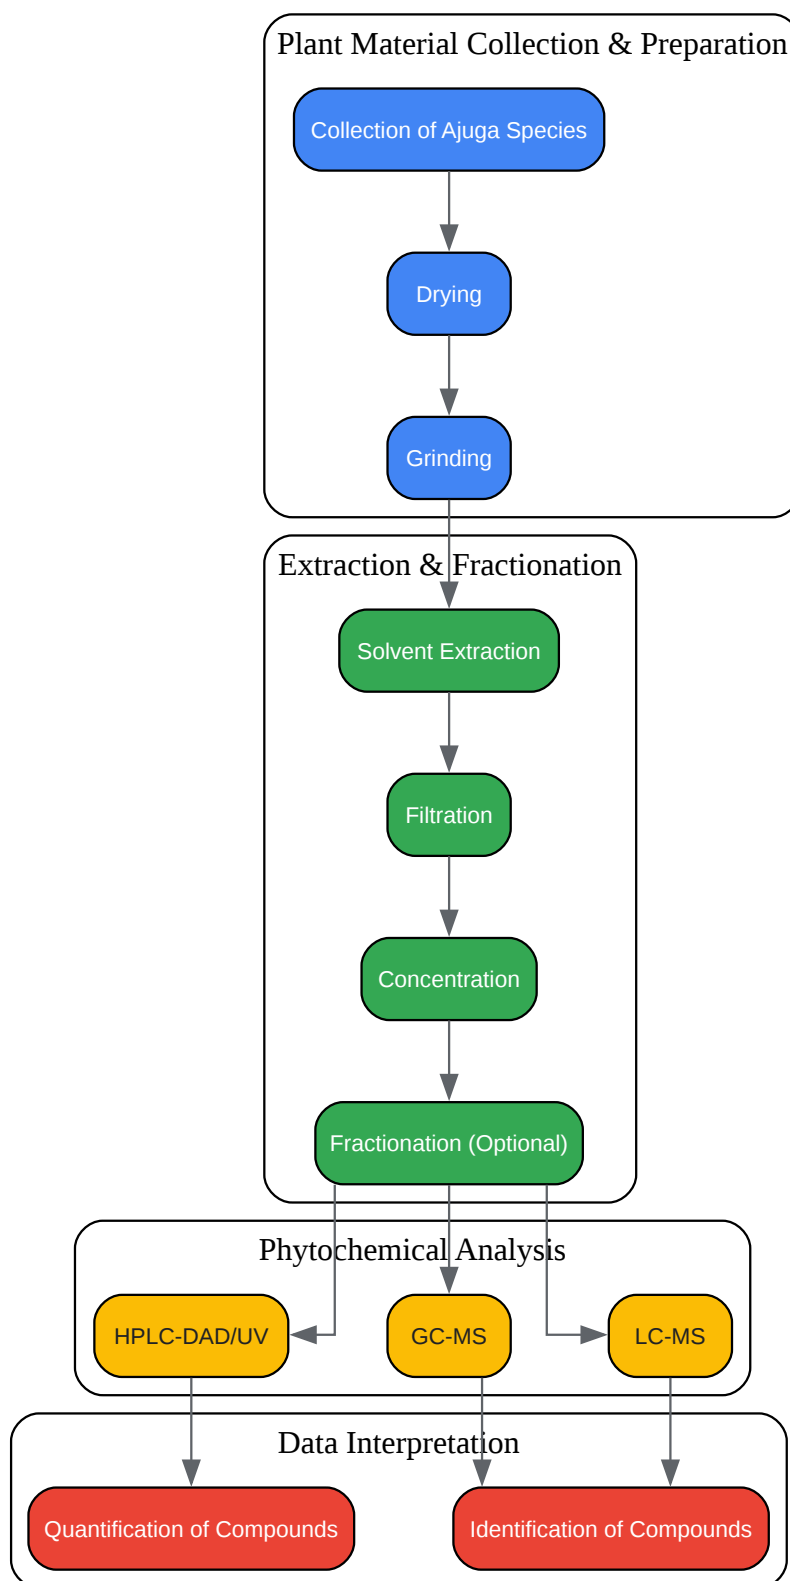 Plant Material Collection & Preparation
Collection of Ajuga Species
Drying
Grinding
Extraction & Fractionation
Solvent Extraction
Filtration
Concentration
Fractionation (Optional)
Phytochemical Analysis
HPLC-DAD/UV
GC-MS
LC-MS
Data Interpretation
Quantification of Compounds
Identification of Compounds